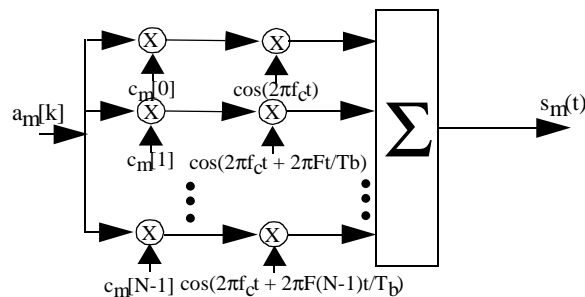 X X
c_m[0] cos(2πf_ct)
a_m[k] X X Σ s_m(t)
c_m[1] cos(2πf_ct + 2πFt/Tb)
X X
c_m[N-1] cos(2πf_ct + 2πF(N-1)t/T_b)